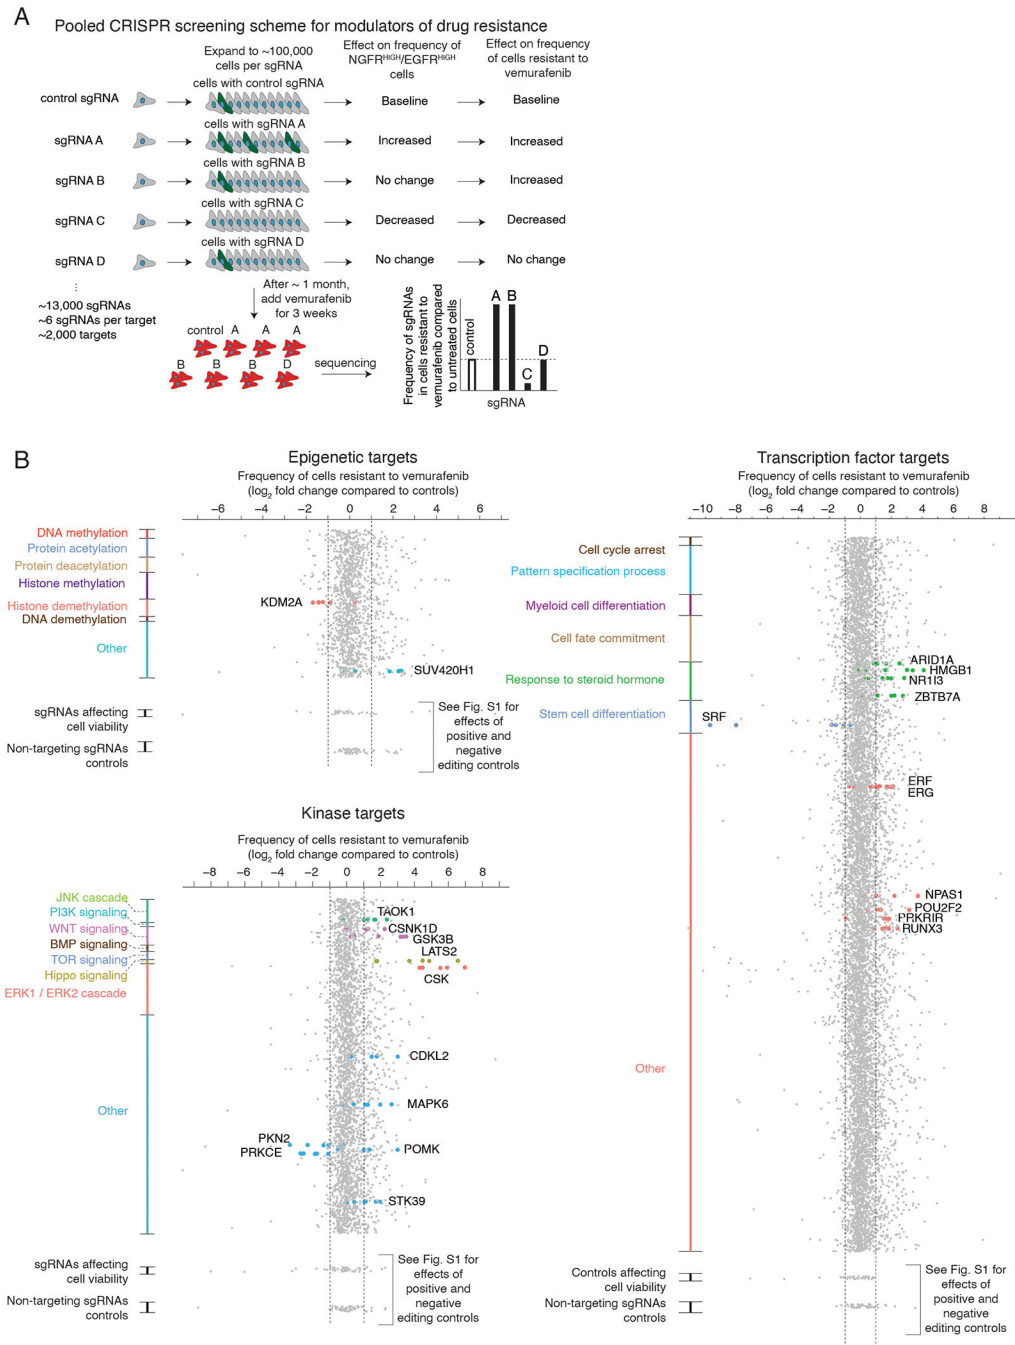 A
Pooled CRISPR screening scheme for modulators of drug resistance
Expand to ~100,000
cells per sgRNA
Effect on frequency of
NGFRHIGH/EGFRHIGH
cells
Effect on frequency
of cells resistant to
vemurafenib
cells with control sgRNA
control sgRNA
Baseline
Baseline
cells with sgRNA A
sgRNA A
Increased
Increased
cells with sgRNA B
sgRNA B
No change
Increased
cells with sgRNA C
sgRNA C
Decreased
Decreased
cells with sgRNA D
sgRNA D
No change
No change
⋮
~13,000 sgRNAs
~6 sgRNAs per target
~2,000 targets
After ~ 1 month,
add vemurafenib
for 3 weeks
control A A A
B B B D
sequencing
Frequency of sgRNAs
in cells resistant to
vemurafenib compared
to untreated cells
control
A B
C
D
sgRNA
B
Epigenetic targets
Frequency of cells resistant to vemurafenib
(log2 fold change compared to controls)
−6 −4 −2 0 2 4 6
DNA methylation
Protein acetylation
Protein deacetylation
Histone methylation
Histone demethylation
DNA demethylation
Other
KDM2A
SUV420H1
sgRNAs affecting
cell viability
Non-targeting sgRNAs
controls
See Fig. S1 for
effects of
positive and
negative
editing controls
Kinase targets
Frequency of cells resistant to vemurafenib
(log2 fold change compared to controls)
−8 −6 −4 −2 0 2 4 6 8
JNK cascade
PI3K signaling
WNT signaling
BMP signaling
TOR signaling
Hippo signaling
ERK1 / ERK2 cascade
Other
TAOK1
CSNK1D
GSK3B
LATS2
CSK
CDKL2
MAPK6
PKN2
PRKCE
POMK
STK39
sgRNAs affecting
cell viability
Non-targeting sgRNAs
controls
See Fig. S1 for
effects of
positive and
negative
editing controls
Transcription factor targets
Frequency of cells resistant to vemurafenib
(log2 fold change compared to controls)
−10 −8 −6 −4 −2 0 2 4 6 8
Cell cycle arrest
Pattern specification process
Myeloid cell differentiation
Cell fate commitment
Response to steroid hormone
Stem cell differentiation
Other
ARID1A
HMGB1
NR1I3
ZBTB7A
SRF
ERF
ERG
NPAS1
POU2F2
PRKRIR
RUNX3
Controls affecting
cell viability
Non-targeting sgRNAs
controls
See Fig. S1 for
effects of
positive and
negative
editing controls